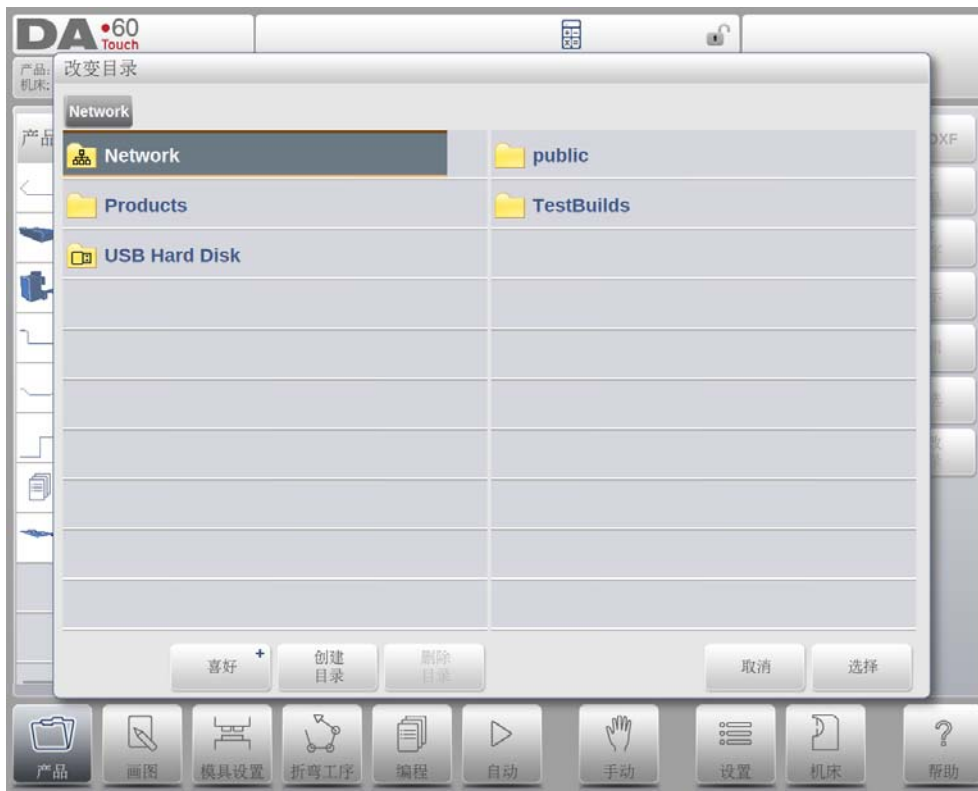 DA•60
Touch
产品:
机床:
改变目录
Network
产品
DXF
Network
public
Products
TestBuilds
USB Hard Disk
喜好 +
创建
目录
删除
目录
取消
选择
产品
画图
模具设置
折弯工序
编程
自动
手动
设置
机床
帮助